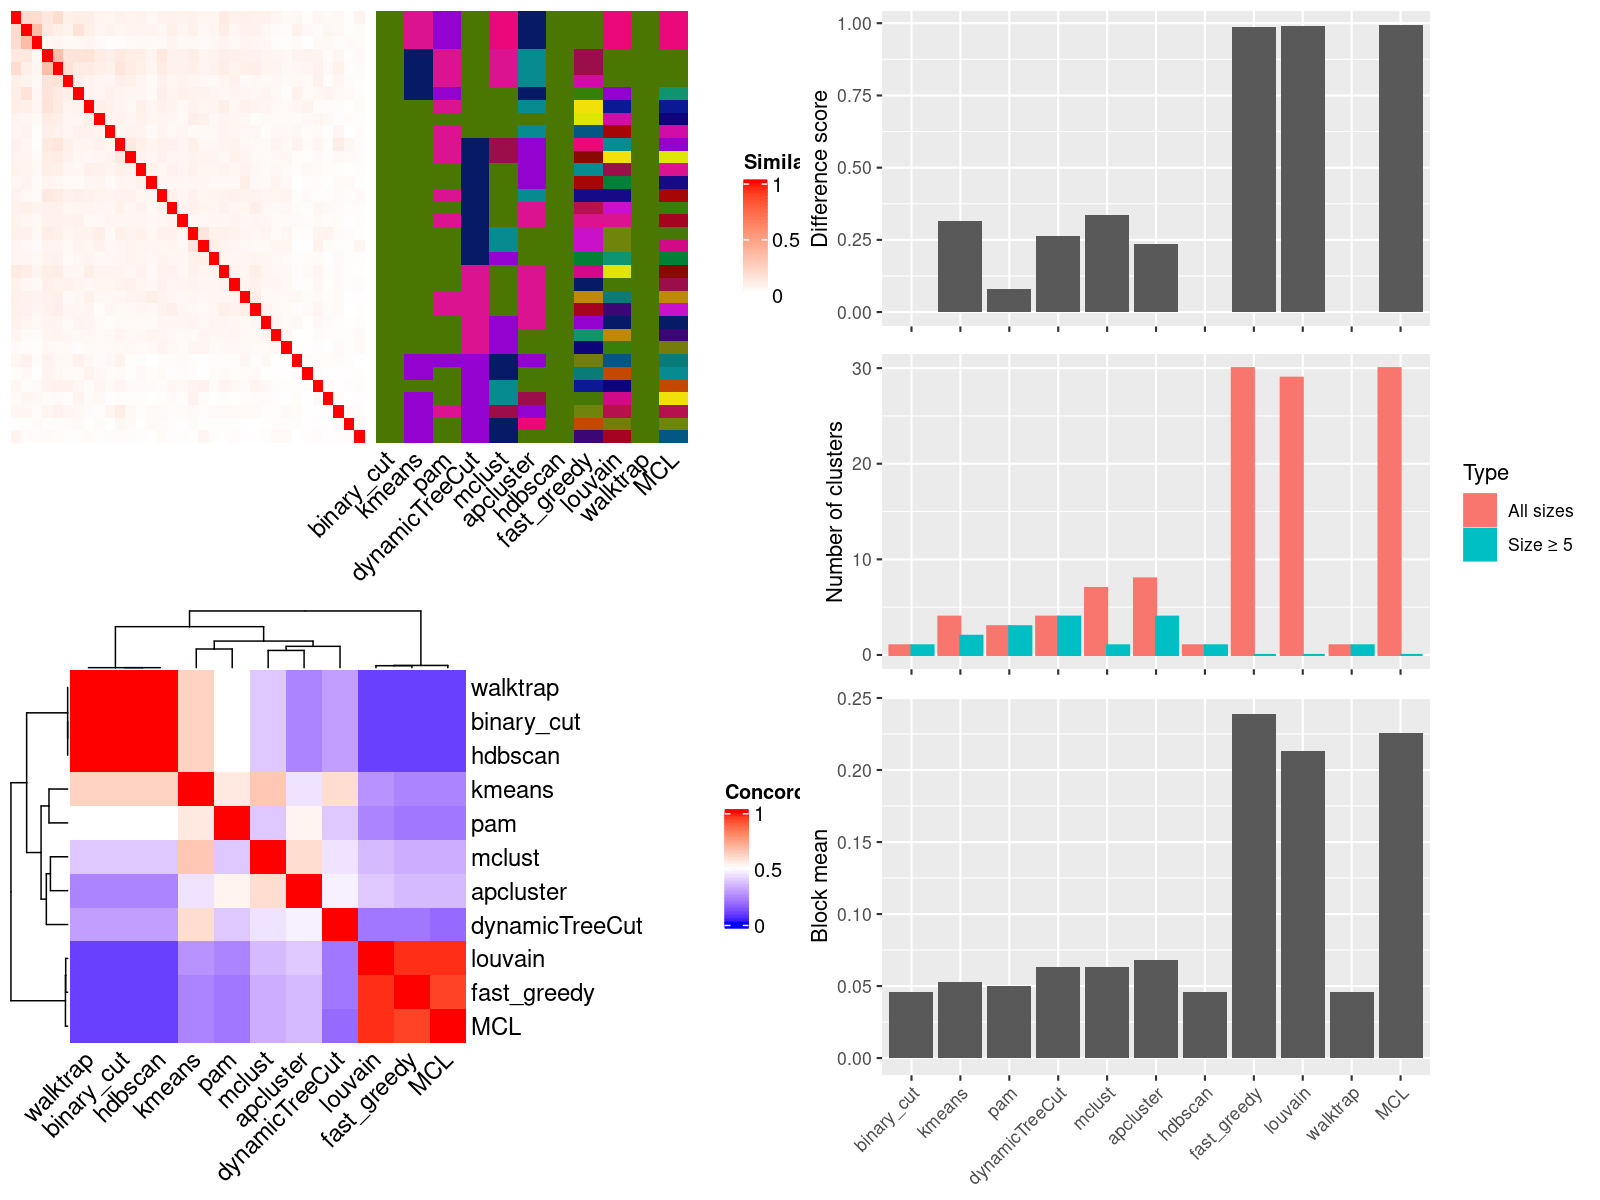 Simila
1
0.5
0
binary_cut
kmeans
pam
dynamicTreeCut
mclust
apcluster
hdbscan
fast_greedy
louvain
walktrap
MCL
walktrap
binary_cut
hdbscan
kmeans
pam
mclust
apcluster
dynamicTreeCut
louvain
fast_greedy
MCL
Concord
1
0.5
0
walktrap
binary_cut
hdbscan
kmeans
pam
mclust
apcluster
dynamicTreeCut
louvain
fast_greedy
MCL
Difference score
1.00
0.75
0.50
0.25
0.00
Number of clusters
30
20
10
0
Type
All sizes
Size ≥ 5
Block mean
0.25
0.20
0.15
0.10
0.05
0.00
binary_cut
kmeans
pam
dynamicTreeCut
mclust
apcluster
hdbscan
fast_greedy
louvain
walktrap
MCL